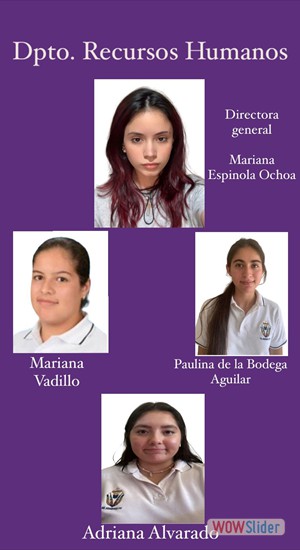 Dpto. Recursos Humanos
Directora
general
Mariana
Espinola Ochoa
Mariana
Vadillo
Paulina de la Bodega
Aguilar
Adriana Alvarado
WOWSlider